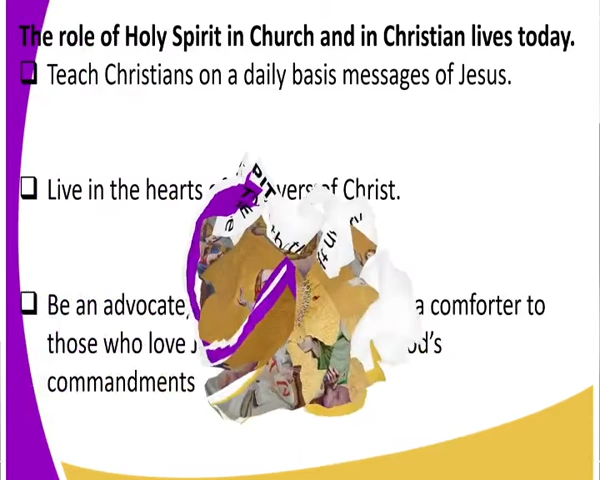 The role of Holy Spirit in Church and in Christian lives today.
Teach Christians on a daily basis messages of Jesus.
Live in the hearts of Christ.
Be an advocate, a comforter to
those who love
commandments